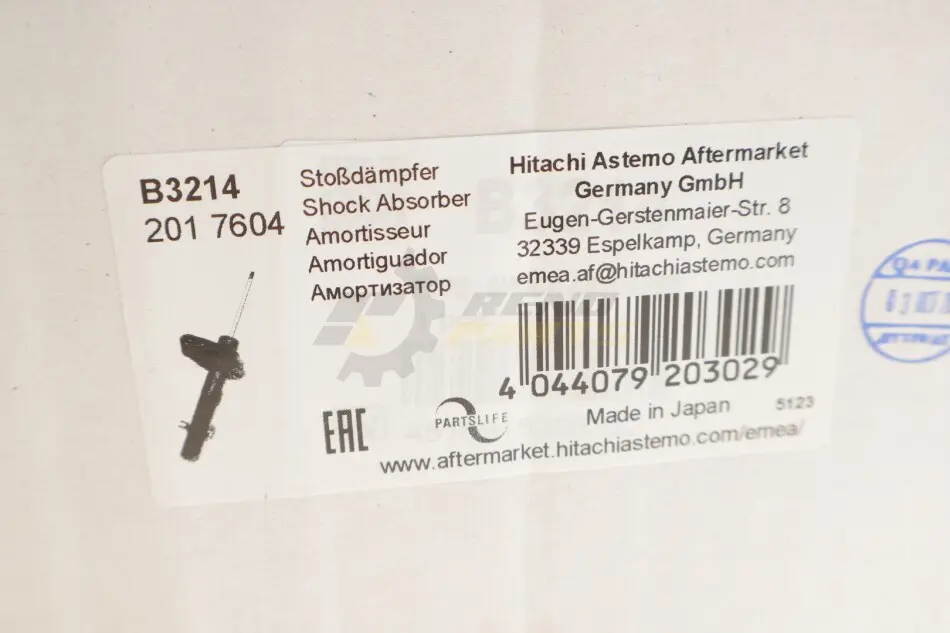 B3214
201 7604
Stoßdämpfer
Shock Absorber
Amortisseur
Amortiguador
Амортизатор
Hitachi Astemo Aftermarket
Germany GmbH
Eugen-Gerstenmaier-Str. 8
32339 Espelkamp, Germany
emea.af@hitachiastemo.com
4 044079 203029
EAC
PARTSLIFE
Made in Japan
5123
www.aftermarket.hitachiastemo.com/emea/
Q4 PA